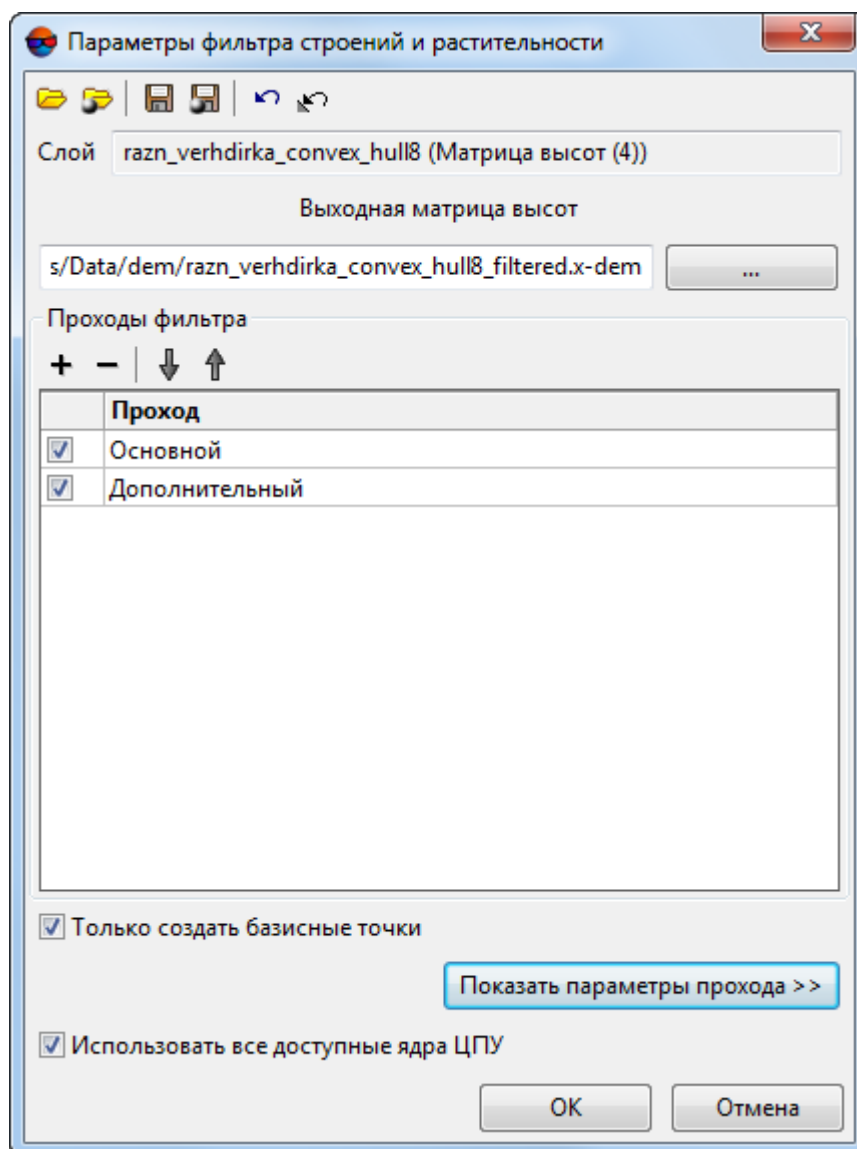 Параметры фильтра строений и растительности
Слой razn_verhdirka_convex_hull8 (Матрица высот (4))
Выходная матрица высот
s/Data/dem/razn_verhdirka_convex_hull8_filtered.x-dem ...
Проходы фильтра
Проход
Основной
Дополнительный
Только создать базисные точки
Показать параметры прохода >>
Использовать все доступные ядра ЦПУ
OK Отмена